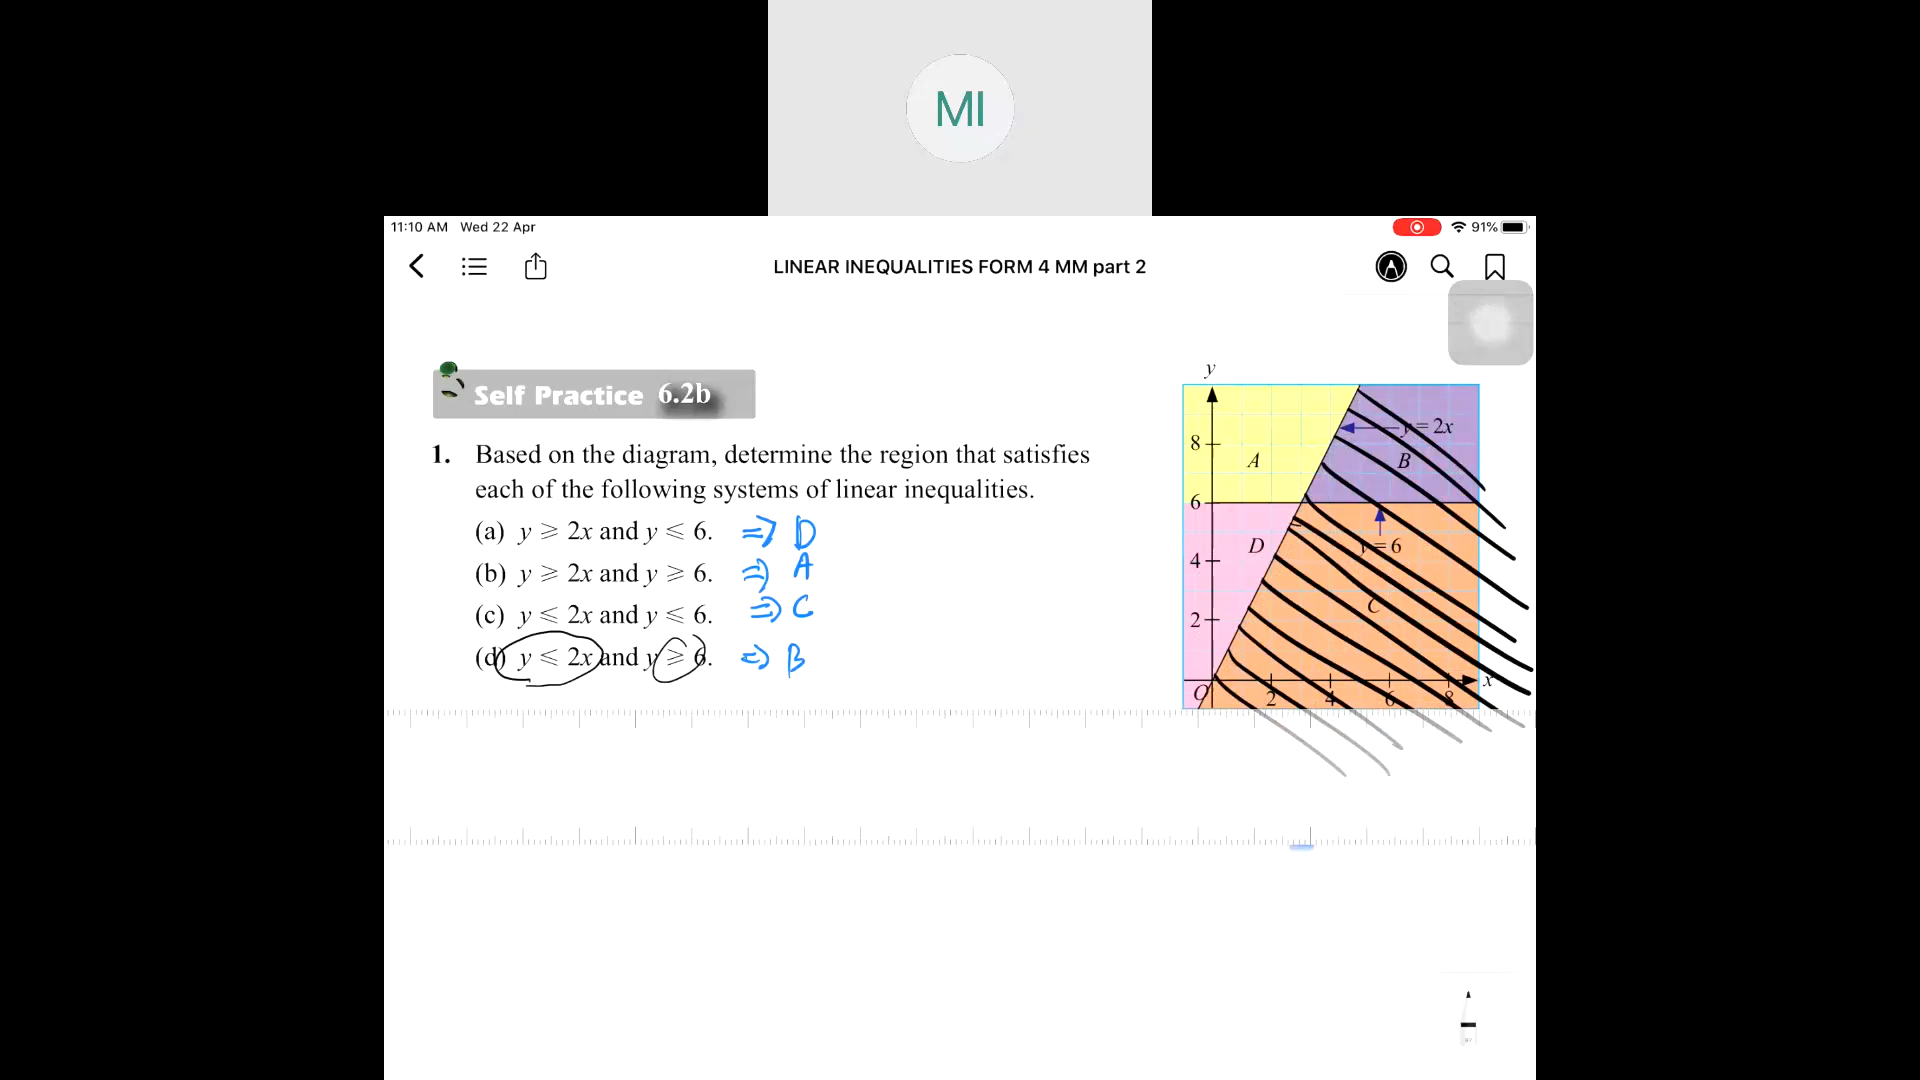 MI
11:10 AM Wed 22 Apr
91%
LINEAR INEQUALITIES FORM 4 MM part 2
Self Practice 6.2b
1. Based on the diagram, determine the region that satisfies
each of the following systems of linear inequalities.
(a) y ⩾ 2x and y ⩽ 6. ⇒ D
(b) y ⩾ 2x and y ⩾ 6. ⇒ A
(c) y ⩽ 2x and y ⩽ 6. ⇒ C
(d) y ⩽ 2x and y ⩾ 6. ⇒ B
y
8
y = 2x
A
B
6
D
y = 6
4
C
2
x
O
2 4 6 8